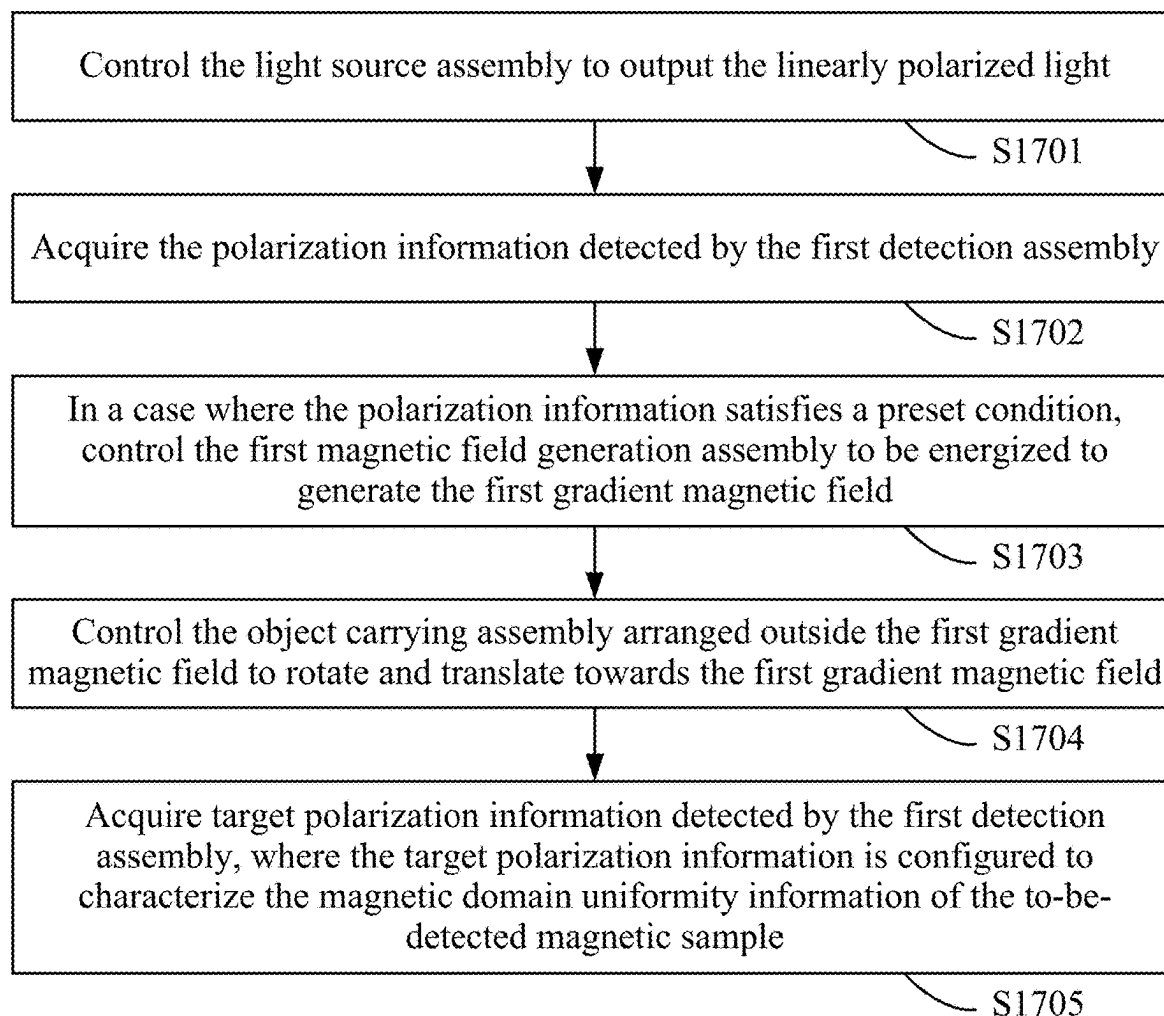 Control the light source assembly to output the linearly polarized light
S1701
Acquire the polarization information detected by the first detection assembly
S1702
In a case where the polarization information satisfies a preset condition,
control the first magnetic field generation assembly to be energized to
generate the first gradient magnetic field
S1703
Control the object carrying assembly arranged outside the first gradient
magnetic field to rotate and translate towards the first gradient magnetic field
S1704
Acquire target polarization information detected by the first detection
assembly, where the target polarization information is configured to
characterize the magnetic domain uniformity information of the to-be-
detected magnetic sample
S1705